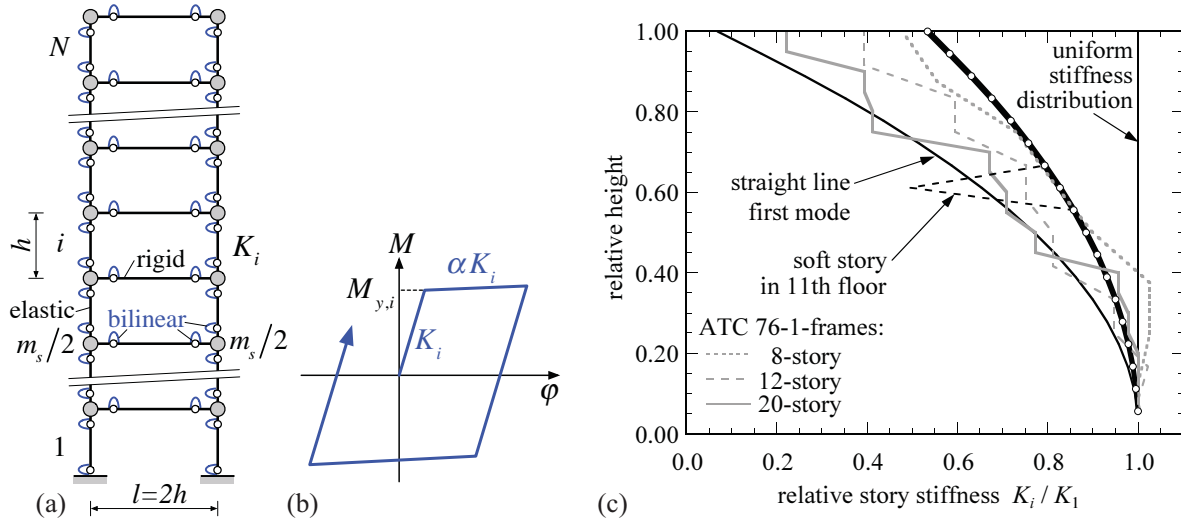 N
h
i
K_i
rigid
elastic
bilinear
m_s/2
m_s/2
1
l=2h
(a)
M
αK_i
M_{y,i}
K_i
φ
(b)
1.00
0.80
0.60
0.40
0.20
0.00
relative height
uniform
stiffness
distribution
straight line
first mode
soft story
in 11th floor
ATC 76-1-frames:
8-story
12-story
20-story
0.0
0.2
0.4
0.6
0.8
1.0
relative story stiffness K_i / K_1
(c)